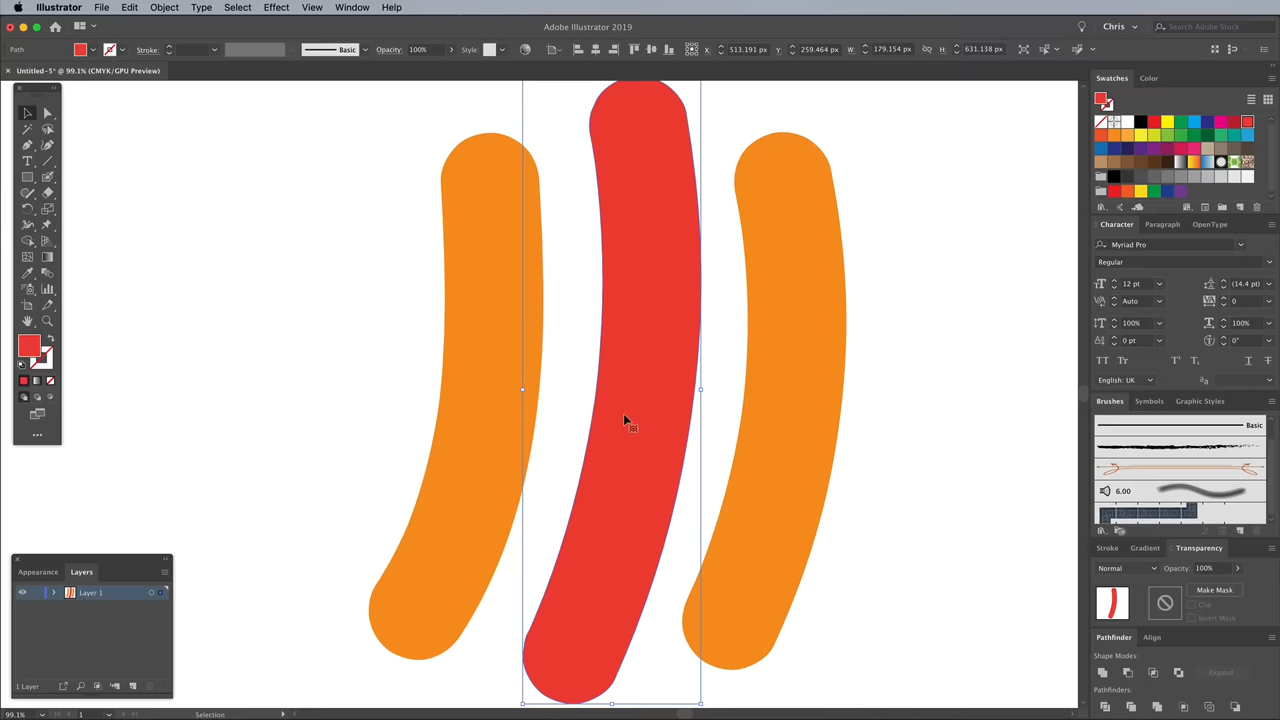 Illustrator File Edit Object Type Select Effect View Window Help
Adobe Illustrator 2019
Chris
Search Adobe Stock
Path
Stroke:
Basic
Opacity: 100%
Style:
X: 513.191 px
Y: 259.464 px
W: 179.154 px
H: 631.138 px
Untitled-5* @ 99.1% (CMYK/GPU Preview)
Swatches Color
Character Paragraph OpenType
Myriad Pro
Regular
12 pt
(14.4 pt)
Auto
0
100%
100%
0 pt
0°
English: UK
Brushes Symbols Graphic Styles
Basic
6.00
Stroke Gradient Transparency
Normal
Opacity: 100%
Make Mask
Clip
Invert Mask
Pathfinder Align
Shape Modes:
Expand
Pathfinders:
Appearance Layers
Layer 1
1 Layer
99.1%
1
Selection